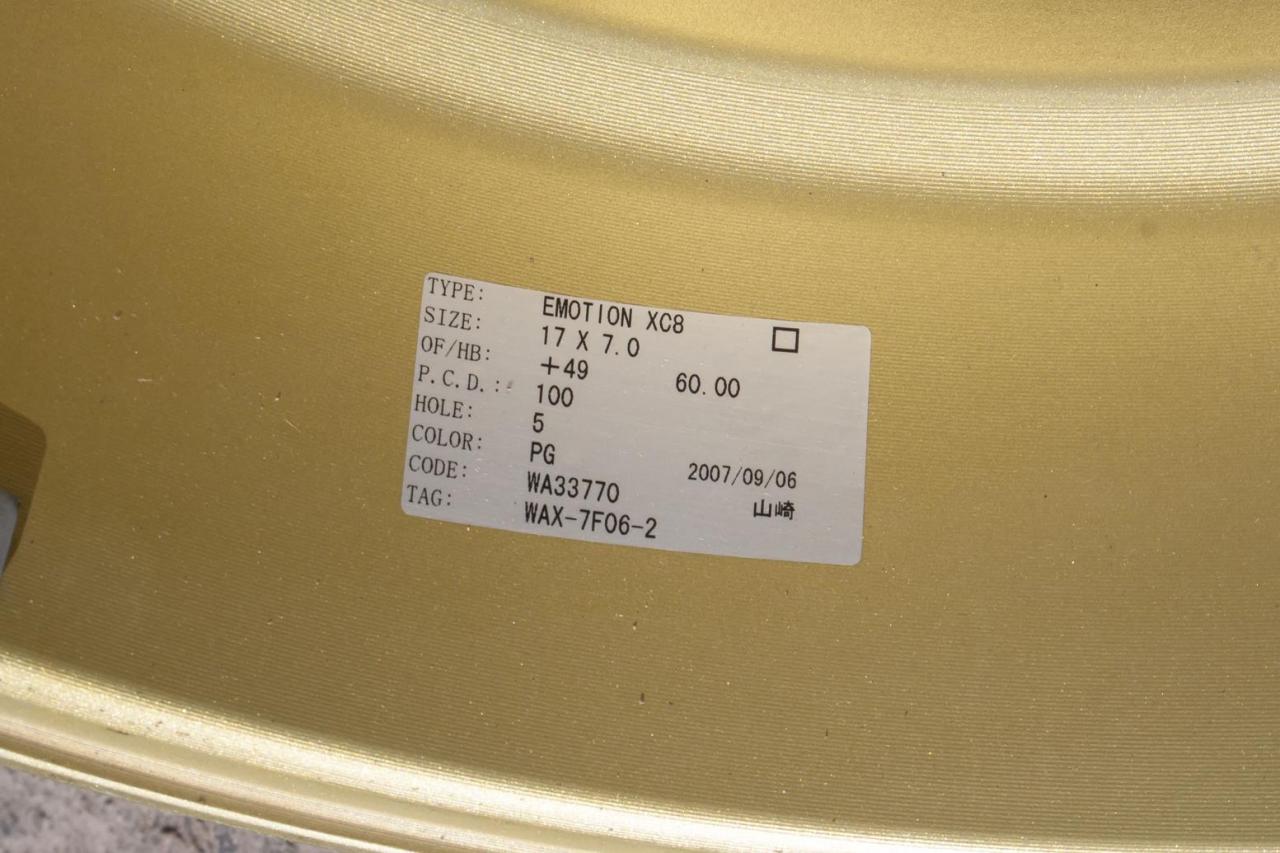 TYPE: EMOTION XC8 □
SIZE: 17 X 7.0
OF/HB: +49 60.00
P.C.D.: 100
HOLE: 5
COLOR: PG
CODE: WA33770 2007/09/06
TAG: WAX-7F06-2 山崎